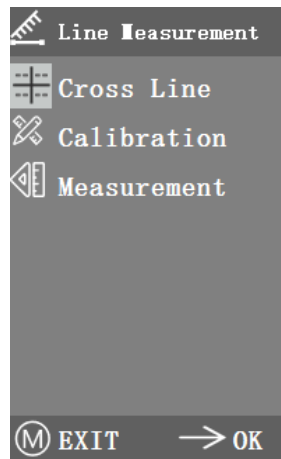 Line Measurement
Cross Line
Calibration
Measurement
M EXIT → OK